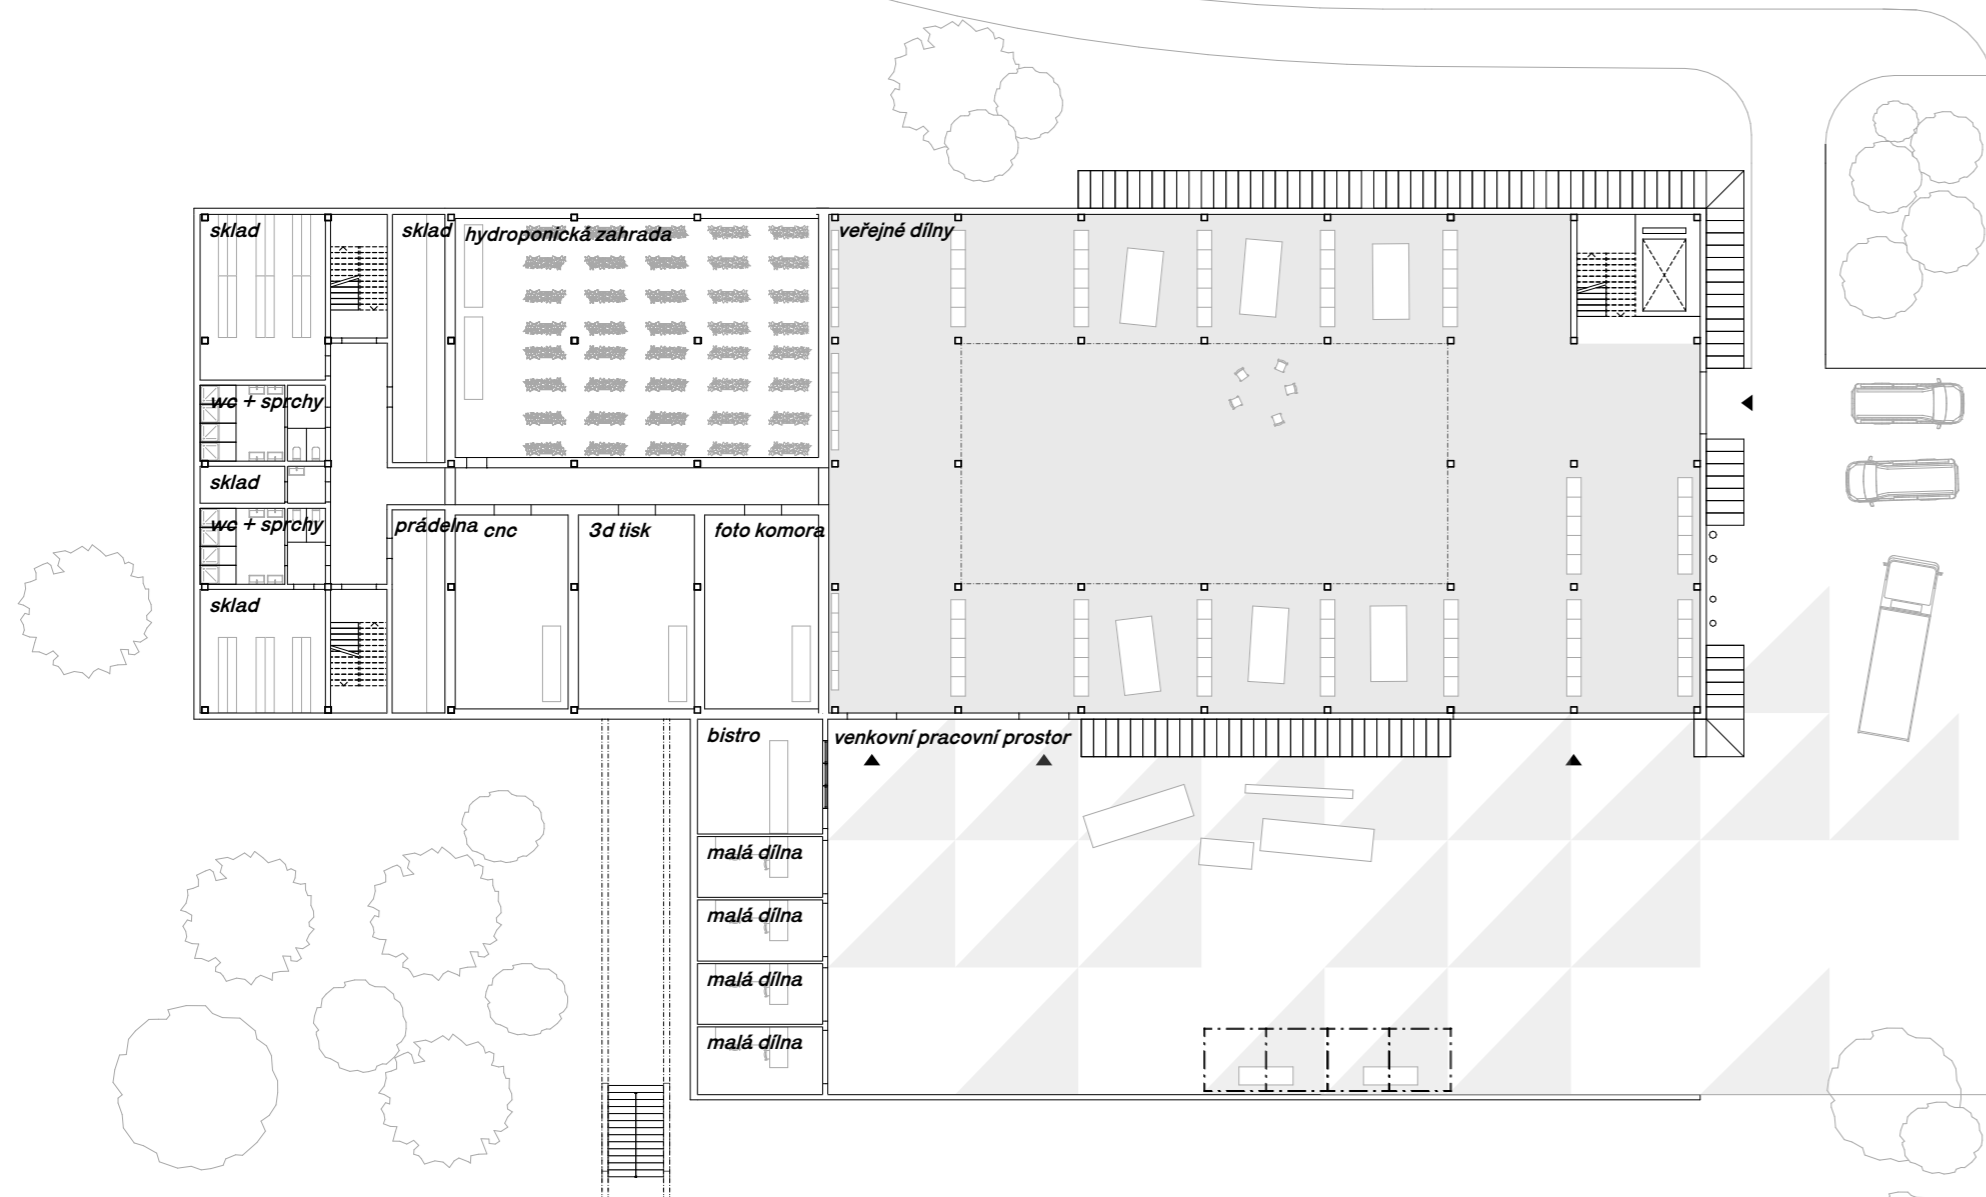 sklad
sklad
hydroponická zahrada
veřejné dílny
wc + sprchy
sklad
wc + sprchy
prádelna
cnc
3d tisk
foto komora
sklad
bistro
venkovní pracovní prostor
malá dílna
malá dílna
malá dílna
malá dílna